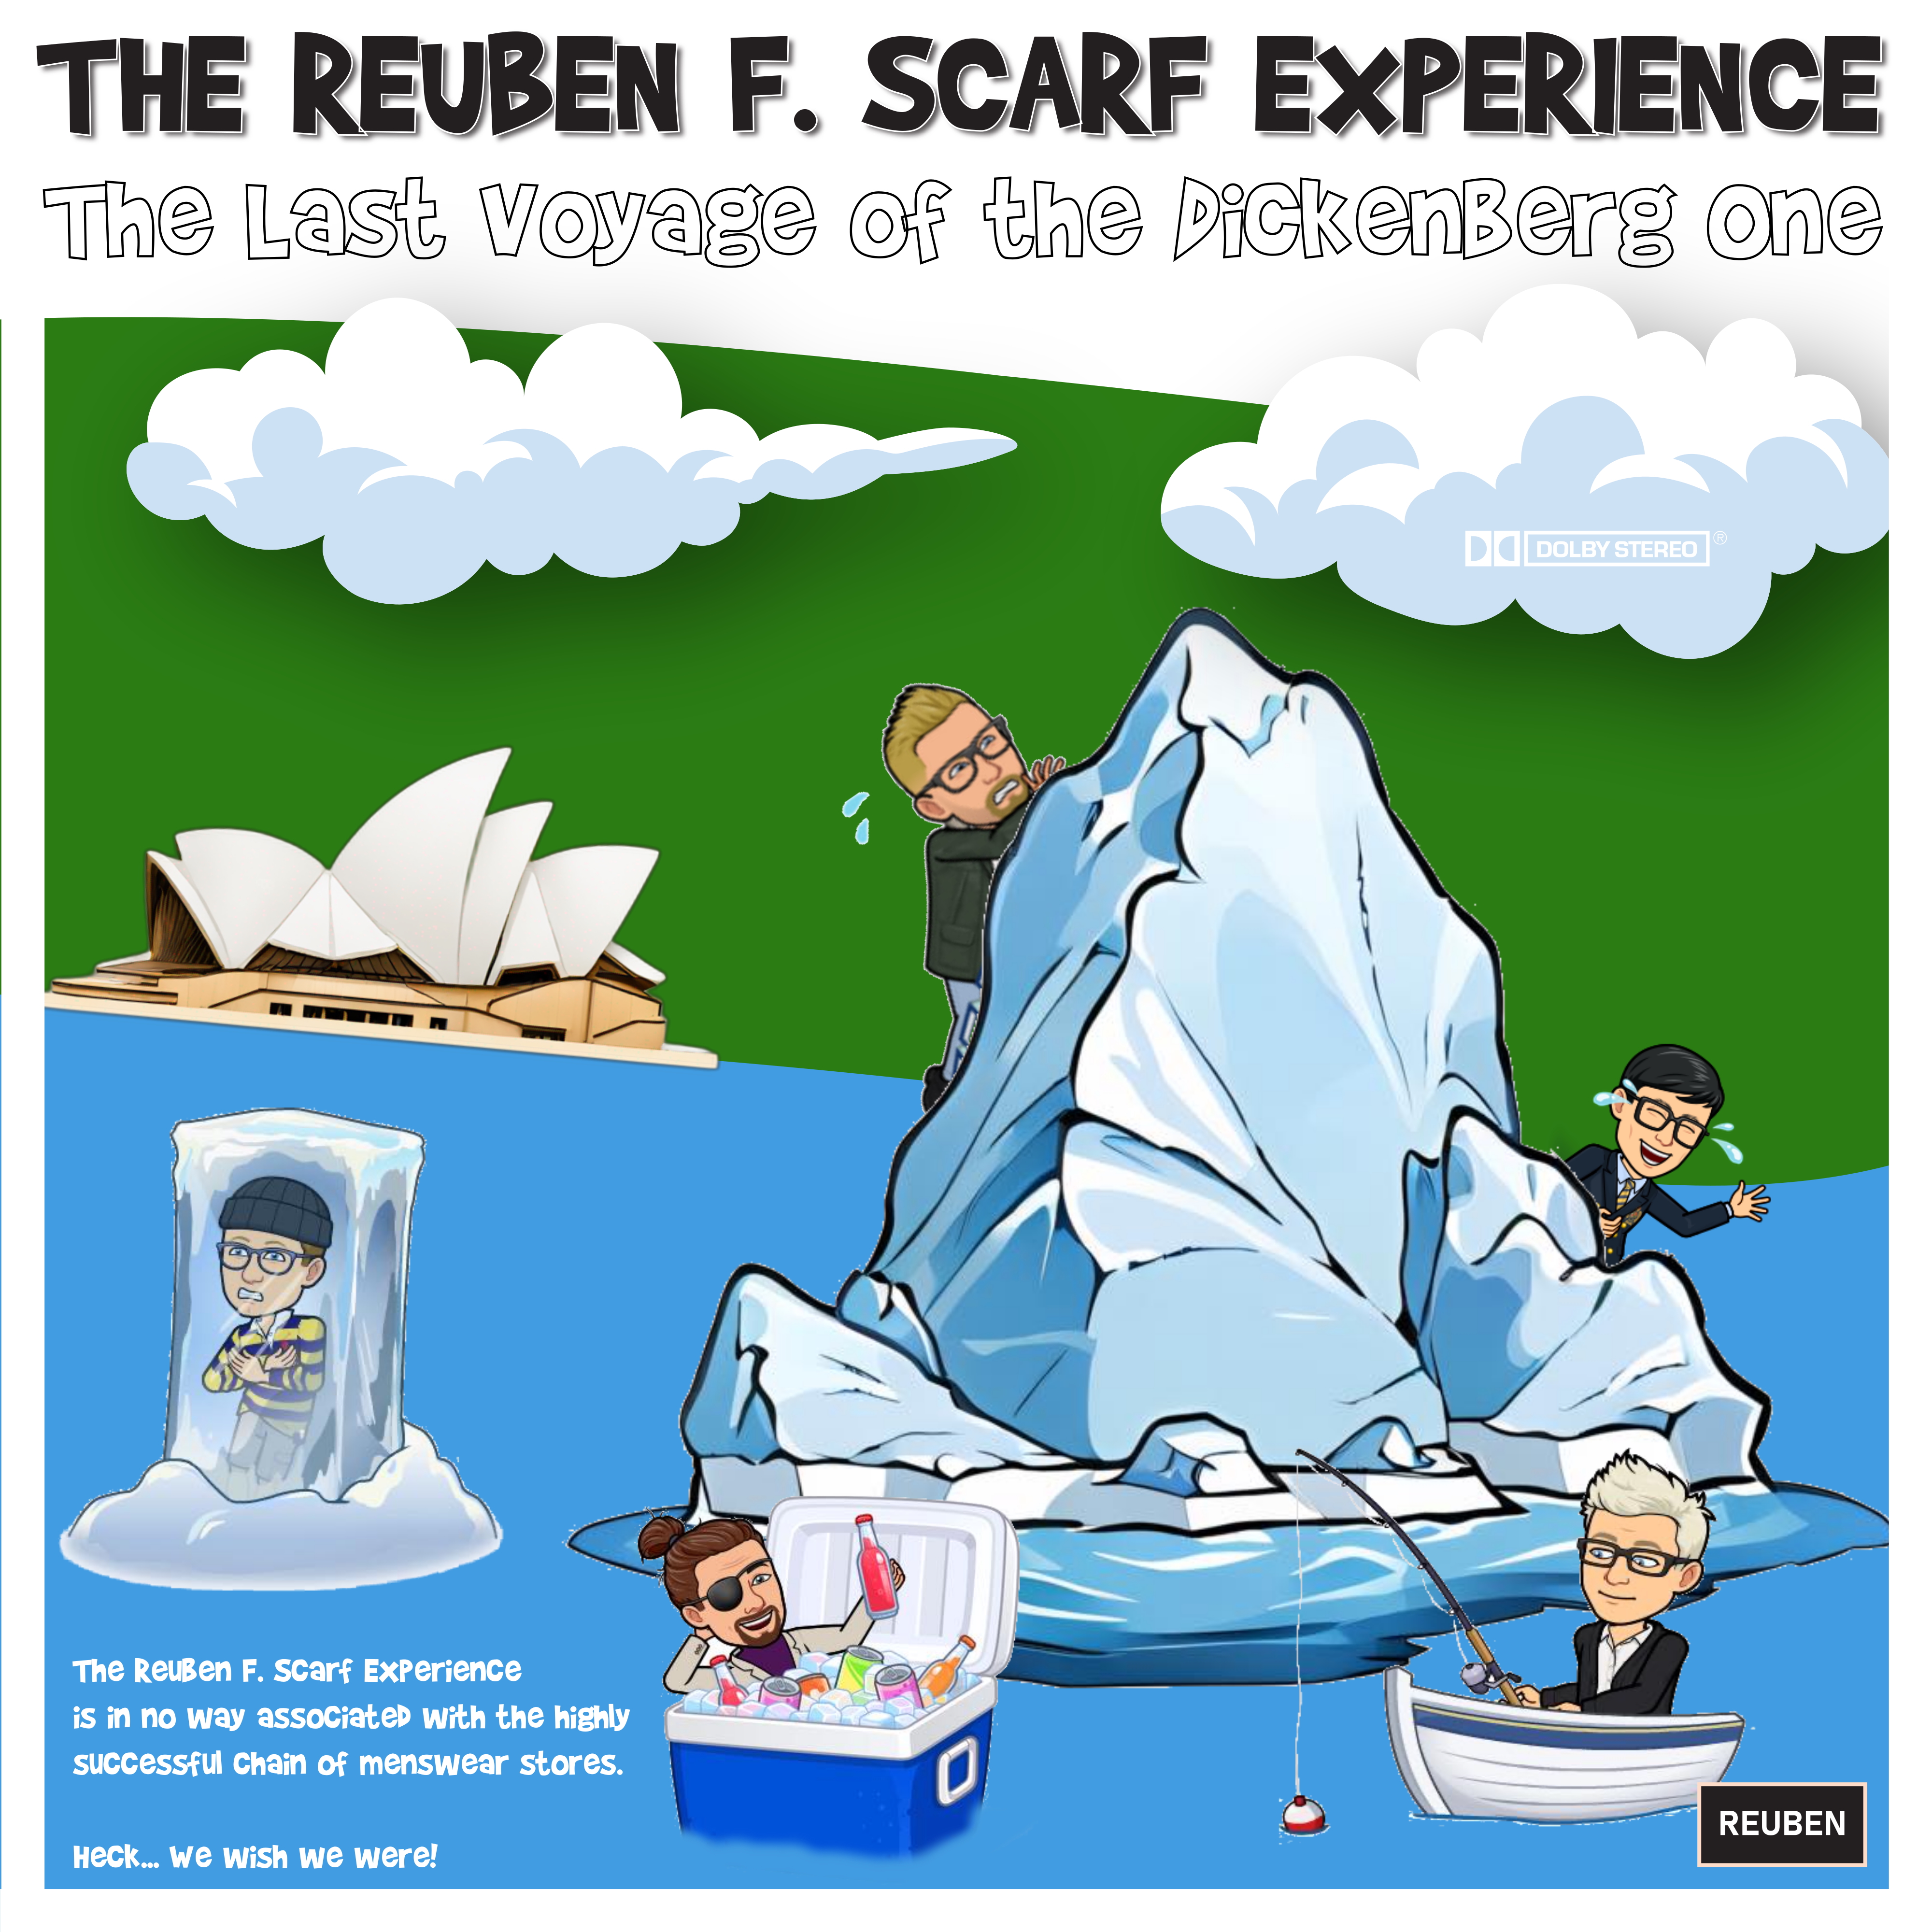 THE REUBEN F. SCARF EXPERIENCE
The Last Voyage of the DickenBerg One
DOLBY STEREO ®
The Reuben F. Scarf Experience
is in no way associated with the highly
successful chain of menswear stores.
Heck... We Wish We Were!
REUBEN